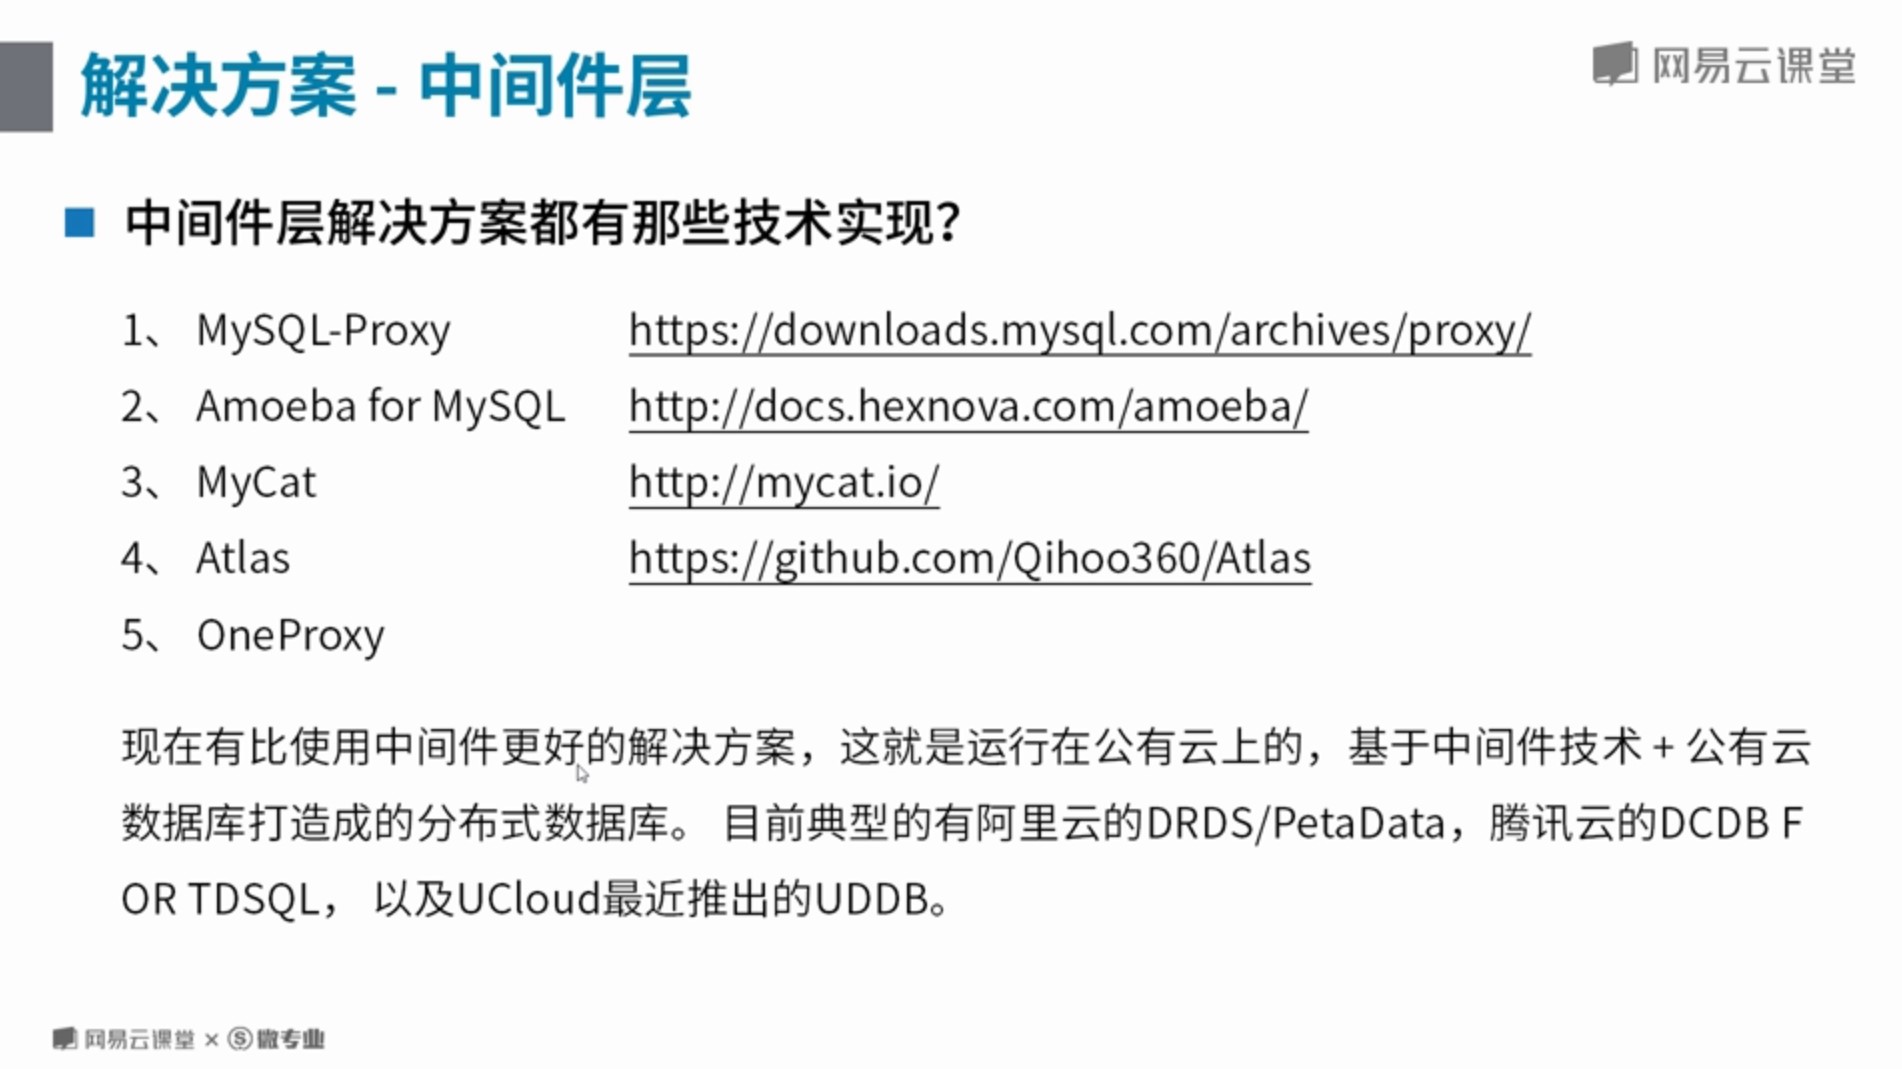 解决方案 - 中间件层
网易云课堂
中间件层解决方案都有那些技术实现?
1、 MySQL-Proxy https://downloads.mysql.com/archives/proxy/
2、 Amoeba for MySQL http://docs.hexnova.com/amoeba/
3、 MyCat http://mycat.io/
4、 Atlas https://github.com/Qihoo360/Atlas
5、 OneProxy
现在有比使用中间件更好的解决方案，这就是运行在公有云上的，基于中间件技术 + 公有云
数据库打造成的分布式数据库。 目前典型的有阿里云的DRDS/PetaData，腾讯云的DCDB F
OR TDSQL， 以及UCloud最近推出的UDDB。
网易云课堂 × Ⓢ微专业